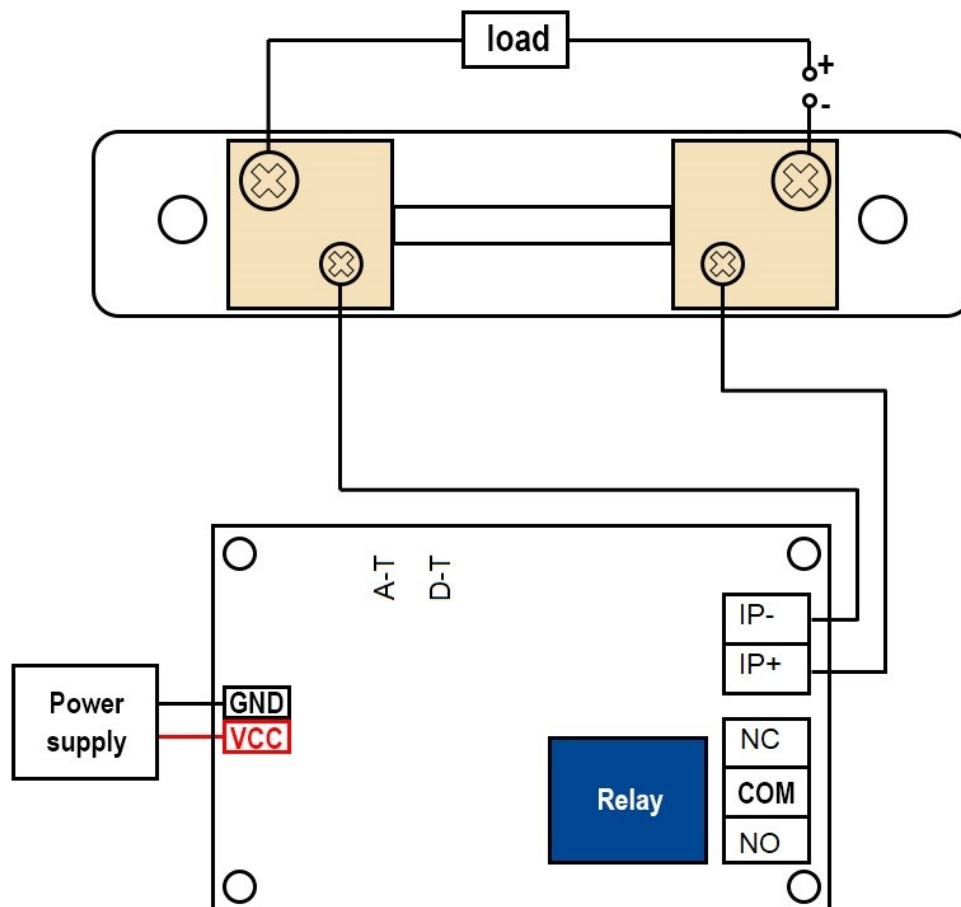 load
+
-
A-T
D-T
IP-
IP+
Power
supply
GND
VCC
NC
Relay
COM
NO